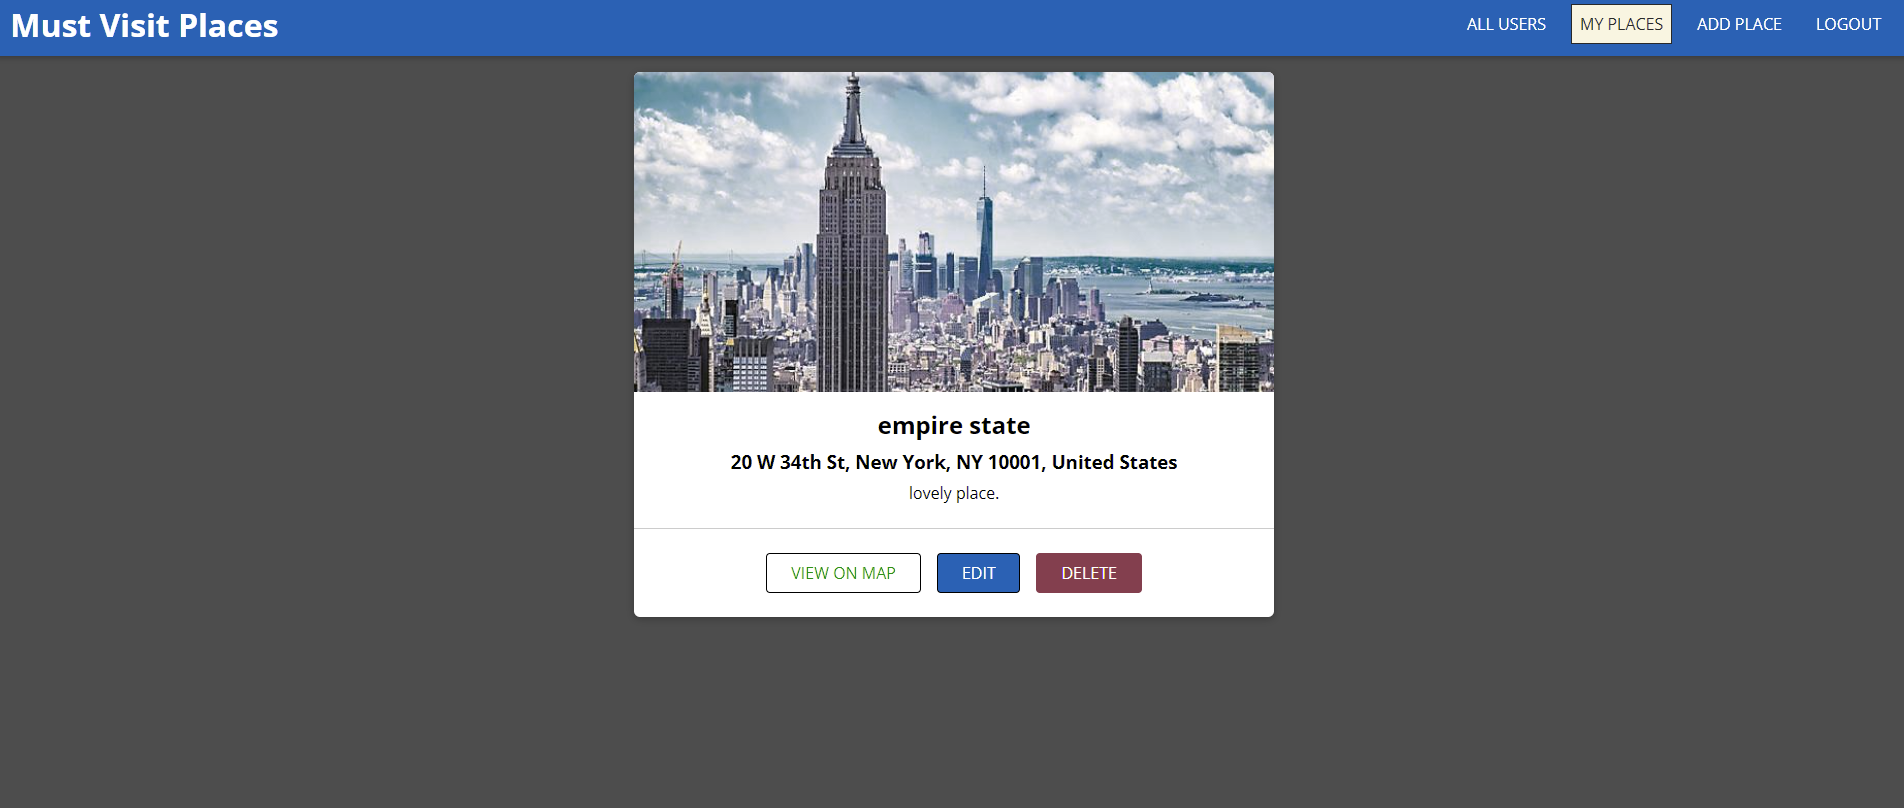 Must Visit Places
ALL USERS
MY PLACES
ADD PLACE
LOGOUT
empire state
20 W 34th St, New York, NY 10001, United States
lovely place.
VIEW ON MAP
EDIT
DELETE